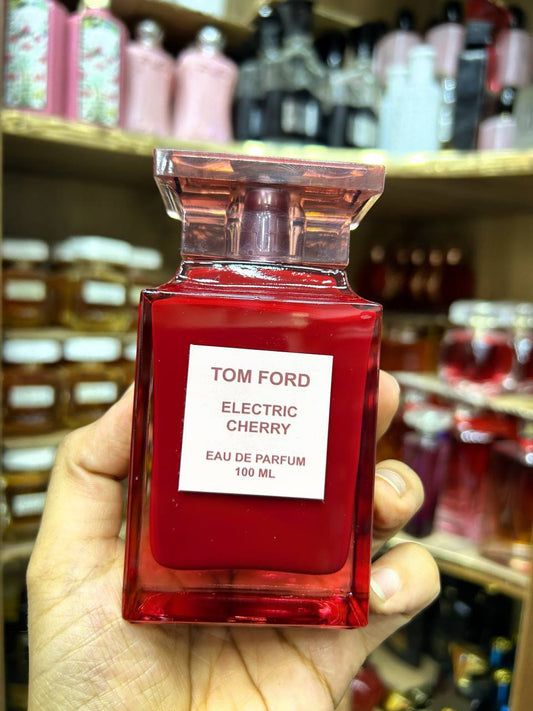 TOM FORD
ELECTRIC
CHERRY
EAU DE PARFUM
100 ML